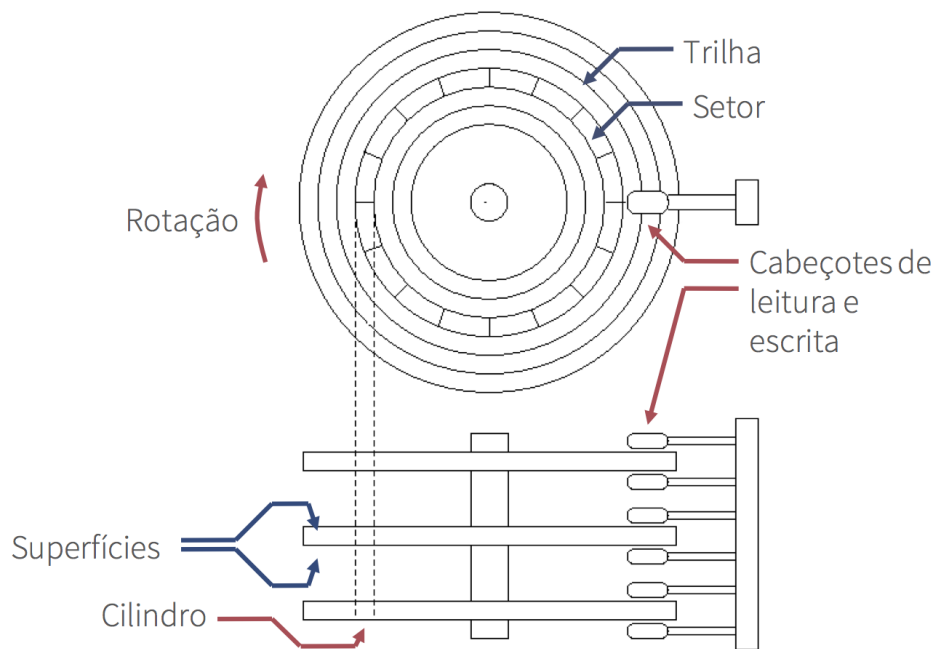 Trilha
Setor
Rotação
Cabeçotes de
leitura e
escrita
Superfícies
Cilindro